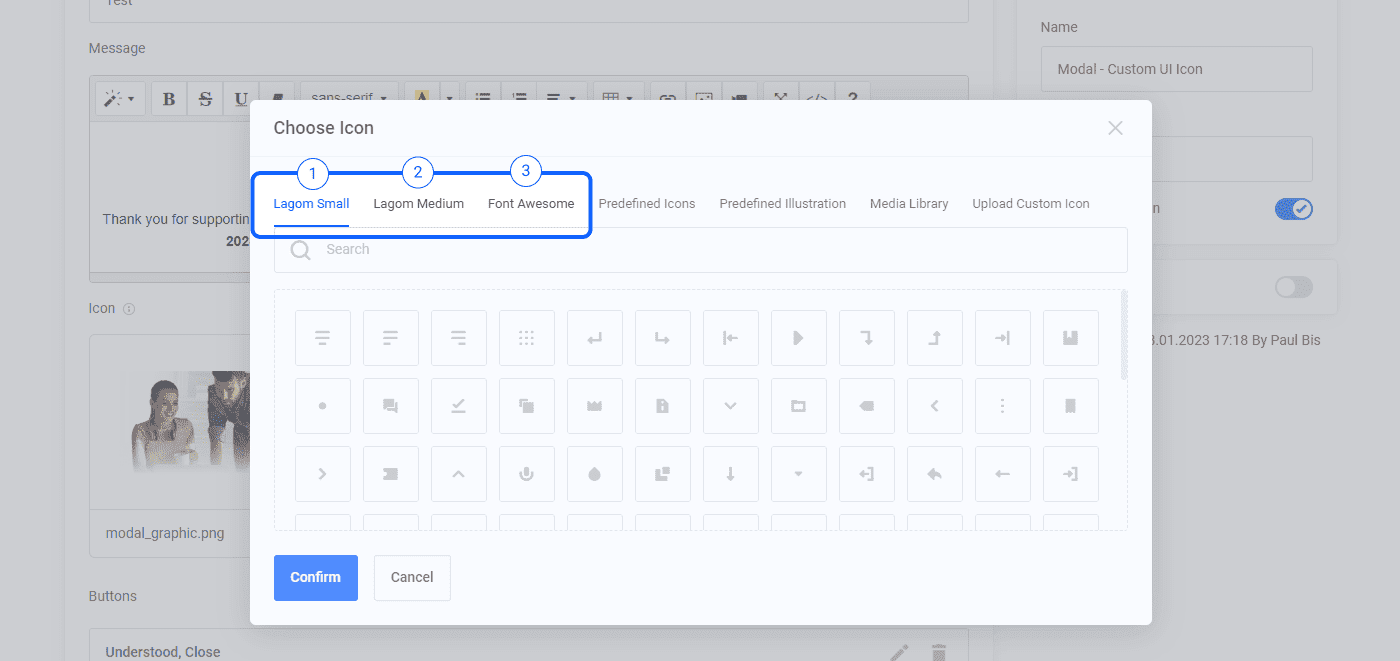 Test
Name
Message
Modal - Custom UI Icon
B S U sans-serif A </> ?
Choose Icon
1 2 3
Lagom Small Lagom Medium Font Awesome Predefined Icons Predefined Illustration Media Library Upload Custom Icon
Thank you for supportin
202
Search
Icon
.01.2023 17:18 By Paul Bis
modal_graphic.png
Confirm Cancel
Buttons
Understood, Close